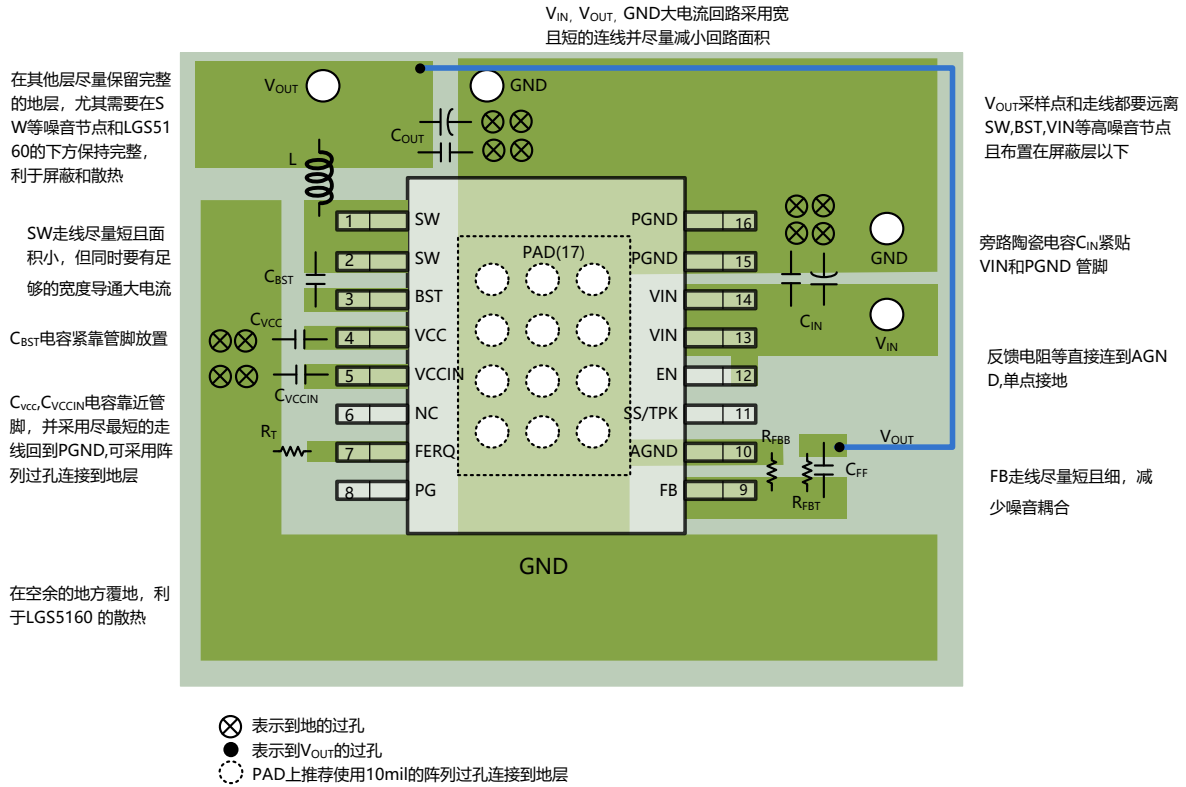 VIN, VOUT, GND大电流回路采用宽
且短的连线并尽量减小回路面积
在其他层尽量保留完整
的地层，尤其需要在S
W等噪音节点和LGS51
60的下方保持完整，
利于屏蔽和散热
SW走线尽量短且面
积小，但同时要有足
够的宽度导通大电流
CBST电容紧靠管脚放置
Cvcc,CVCCIN电容靠近管
脚，并采用尽最短的走
线回到PGND,可采用阵
列过孔连接到地层
在空余的地方覆地，利
于LGS5160 的散热
VOUT
GND
COUT
L
CBST
CVCC
CVCCIN
RT
1 SW
2 SW
3 BST
4 VCC
5 VCCIN
6 NC
7 FERQ
8 PG
PAD(17)
PGND 16
PGND 15
VIN 14
VIN 13
EN 12
SS/TPK 11
AGND 10
FB 9
GND
CIN
VIN
RFBB
RFBT
CFF
VOUT
GND
VOUT采样点和走线都要远离
SW,BST,VIN等高噪音节点
且布置在屏蔽层以下
旁路陶瓷电容CIN紧贴
VIN和PGND 管脚
反馈电阻等直接连到AGN
D,单点接地
FB走线尽量短且细，减
少噪音耦合
表示到地的过孔
表示到VOUT的过孔
PAD上推荐使用10mil的阵列过孔连接到地层